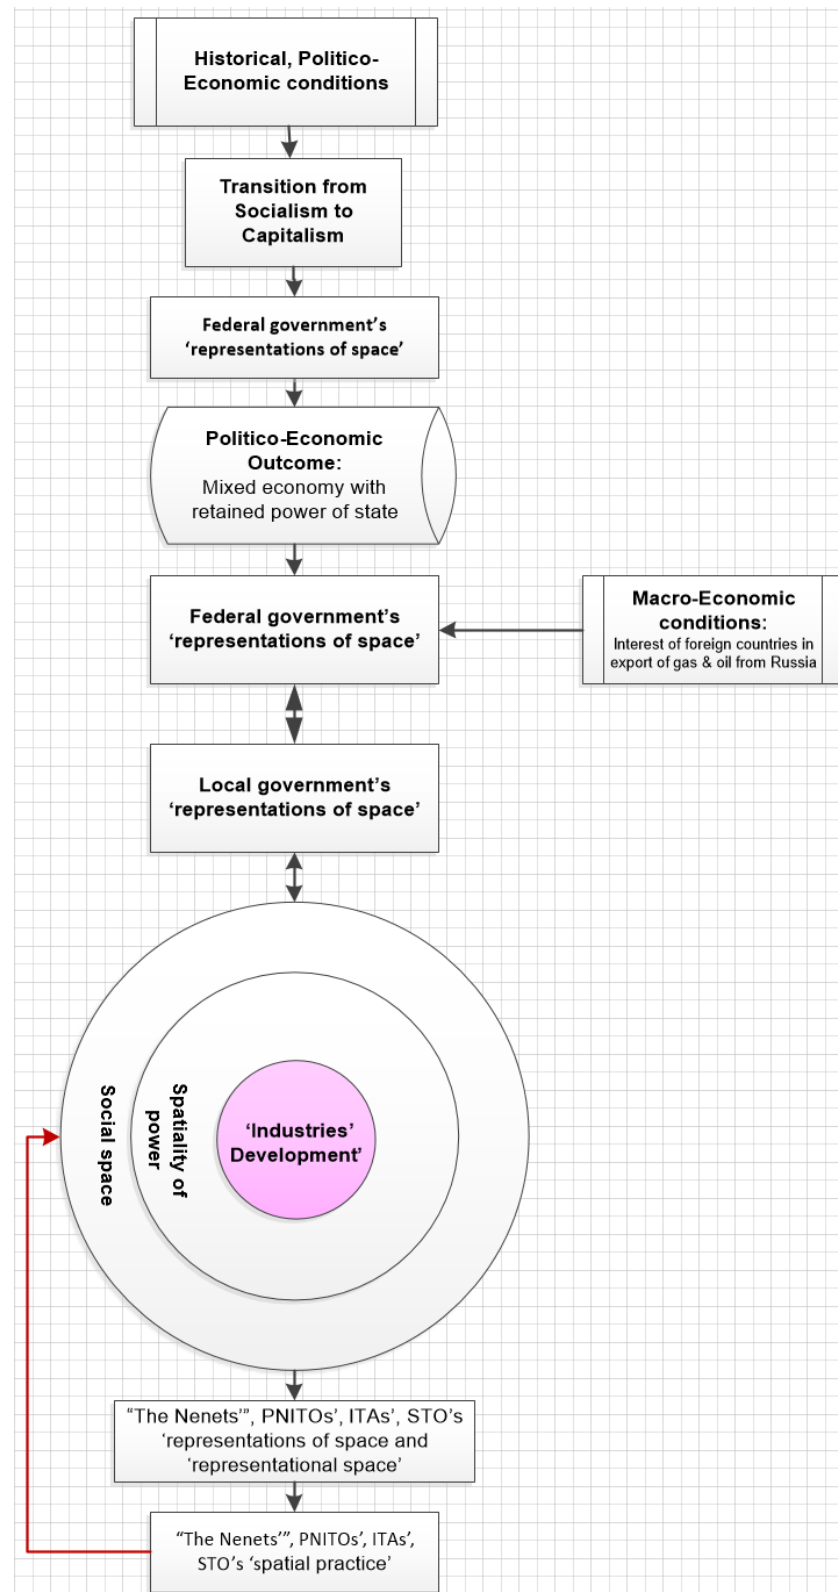 Historical, Politico-
Economic conditions
Transition from
Socialism to
Capitalism
Federal government's
‘representations of space’
Politico-Economic
Outcome:
Mixed economy with
retained power of state
Federal government’s
‘representations of space’
Macro-Economic
conditions:
Interest of foreign countries in
export of gas & oil from Russia
Local government’s
‘representations of space’
Social space
Spatiality of
power
‘Industries’
Development’
“The Nenets’”, PNITOs’, ITAs’, STO’s
‘representations of space and
‘representational space’
“The Nenets’”, PNITOs’, ITAs’,
STO’s ‘spatial practice’